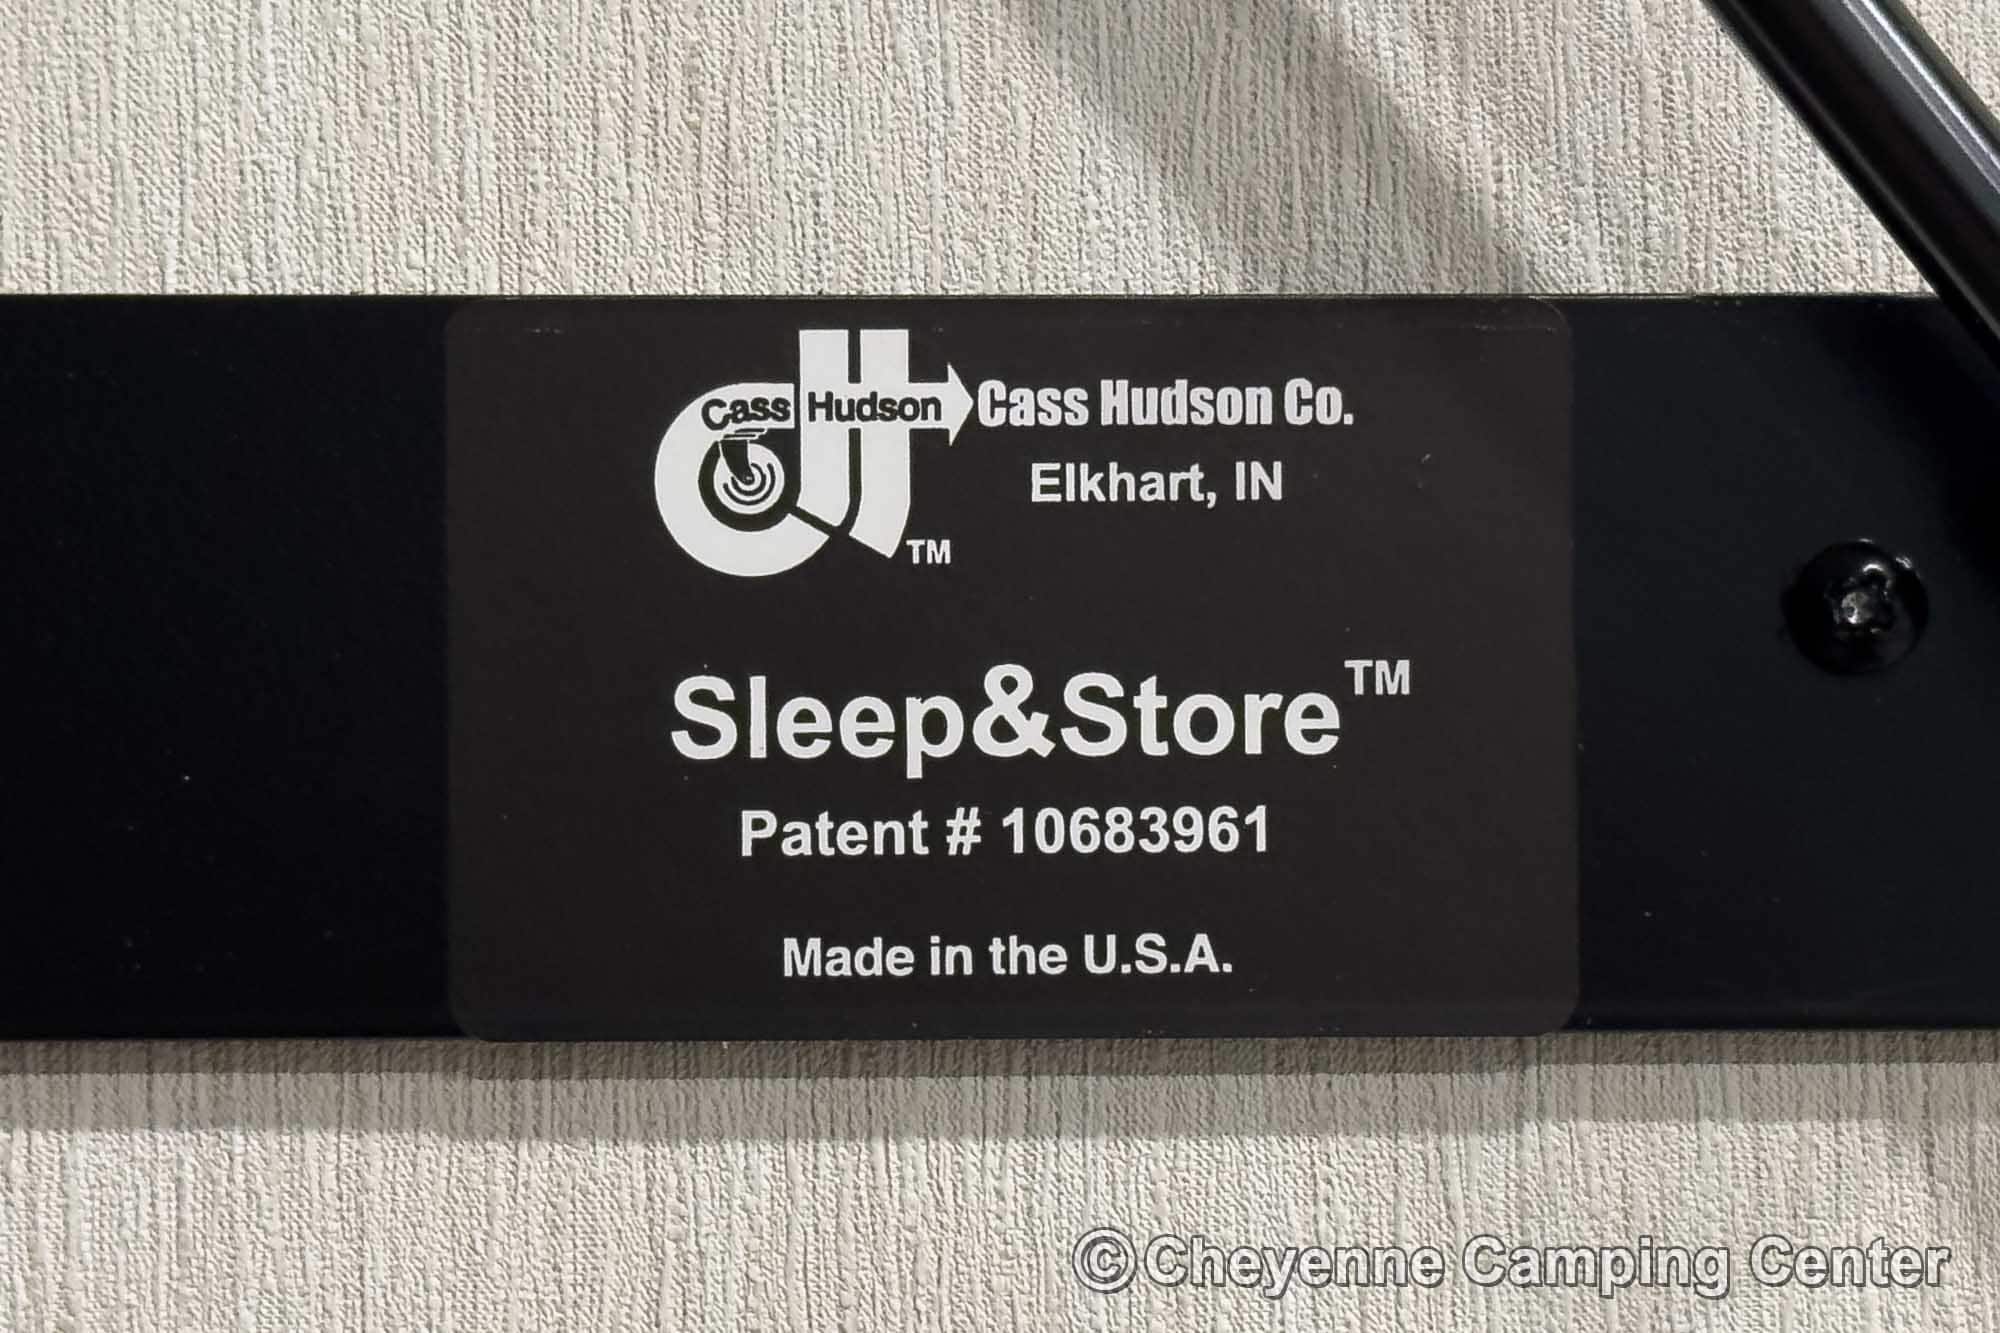 Cass Hudson
Cass Hudson Co.
Elkhart, IN
TM
Sleep&Store™
Patent # 10683961
Made in the U.S.A.
©Cheyenne Camping Center